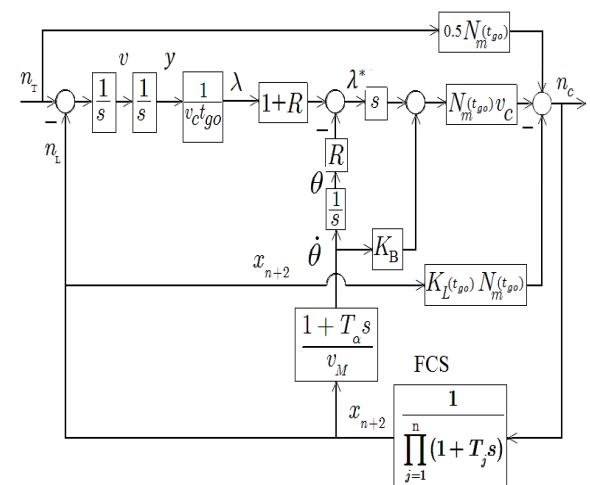 0.5N_m(t_go)
n_T
v
y
λ
λ*
n_c
1/s
1/s
1/(v_c t_go)
1+R
s
N_m(t_go) v_c
−
−
−
n_L
R
θ
1/s
θ̇
K_B
x_{n+2}
K_L(t_go) N_m(t_go)
(1+T_α s)/v_M
FCS
x_{n+2}
1/∏_{j=1}^{n}(1+T_j s)